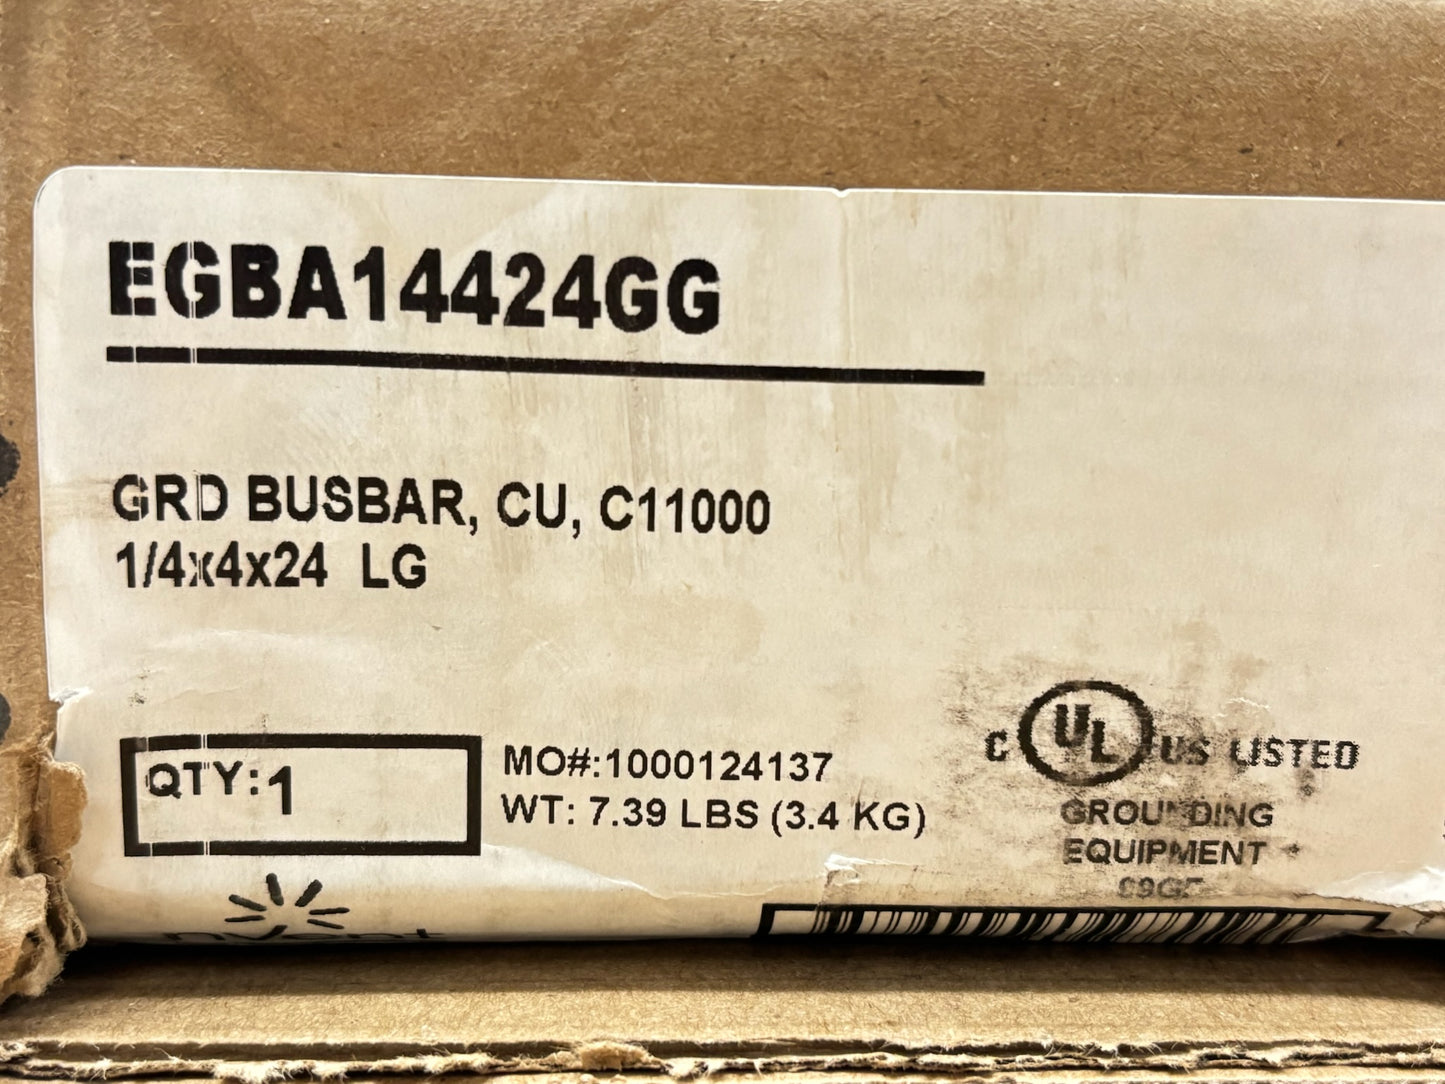 EGBA14424GG
GRD BUSBAR, CU, C11000
1/4x4x24 LG
QTY:1
MO#:1000124137
WT: 7.39 LBS (3.4 KG)
C UL US LISTED
GROUNDING
EQUIPMENT
nvent